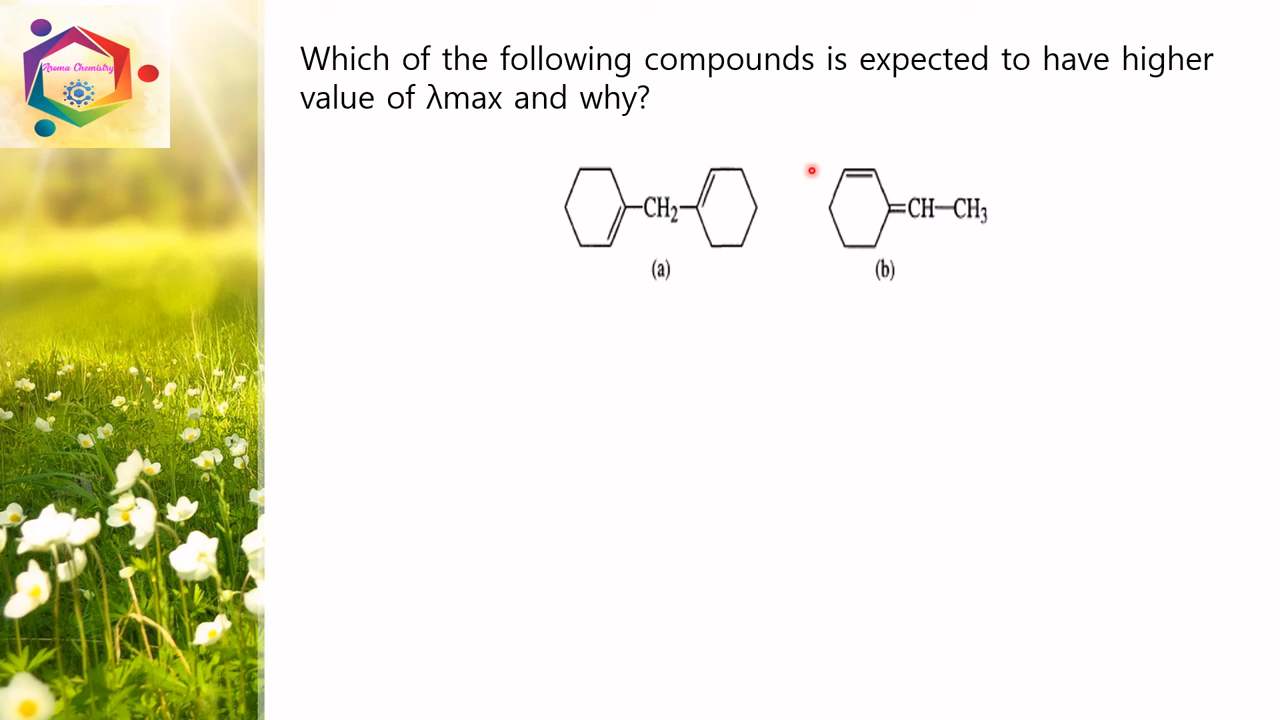 Aroma Chemistry
Which of the following compounds is expected to have higher
value of λmax and why?
CH₂
CH—CH₃
(a)
(b)